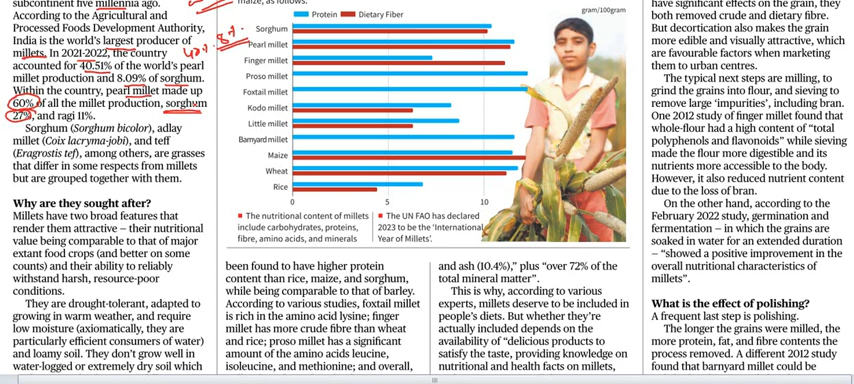 subcontinent five millennia ago.
According to the Agricultural and
Processed Foods Development Authority,
India is the world's largest producer of
millets. In 2021-2022, the country
accounted for 40.51% of the world's pearl
millet production and 8.09% of sorghum.
Within the country, pearl millet made up
60% of all the millet production, sorghum
27%, and ragi 11%.
Sorghum (Sorghum bicolor), adlay
millet (Coix lacryma-jobi), and teff
(Eragrostis tef), among others, are grasses
that differ in some respects from millets
but are grouped together with them.
Why are they sought after?
Millets have two broad features that
render them attractive – their nutritional
value being comparable to that of major
extant food crops (and better on some
counts) and their ability to reliably
withstand harsh, resource-poor
conditions.
They are drought-tolerant, adapted to
growing in warm weather, and require
low moisture (axiomatically, they are
particularly efficient consumers of water)
and loamy soil. They don't grow well in
water-logged or extremely dry soil which
maize, as follows.
gram/100gram
Protein Dietary Fiber
Sorghum
Pearl millet
Finger millet
Proso millet
Foxtail millet
Kodo millet
Little millet
Barnyard millet
Maize
Wheat
Rice
0 5 10
The nutritional content of millets
include carbohydrates, proteins,
fibre, amino acids, and minerals
The UN FAO has declared
2023 to be the 'International
Year of Millets'.
been found to have higher protein
content than rice, maize, and sorghum,
while being comparable to that of barley.
According to various studies, foxtail millet
is rich in the amino acid lysine; finger
millet has more crude fibre than wheat
and rice; proso millet has a significant
amount of the amino acids leucine,
isoleucine, and methionine; and overall,
and ash (10.4%)," plus "over 72% of the
total mineral matter".
This is why, according to various
experts, millets deserve to be included in
people's diets. But whether they're
actually included depends on the
availability of "delicious products to
satisfy the taste, providing knowledge on
nutritional and health facts on millets,
have significant effects on the grain, they
both removed crude and dietary fibre.
But decortication also makes the grain
more edible and visually attractive, which
are favourable factors when marketing
them to urban centres.
The typical next steps are milling, to
grind the grains into flour, and sieving to
remove large 'impurities', including bran.
One 2012 study of finger millet found that
whole-flour had a high content of "total
polyphenols and flavonoids" while sieving
made the flour more digestible and its
nutrients more accessible to the body.
However, it also reduced nutrient content
due to the loss of bran.
On the other hand, according to the
February 2022 study, germination and
fermentation – in which the grains are
soaked in water for an extended duration
– "showed a positive improvement in the
overall nutritional characteristics of
millets".
What is the effect of polishing?
A frequent last step is polishing.
The longer the grains were milled, the
more protein, fat, and fibre contents the
process removed. A different 2012 study
found that barnyard millet could be